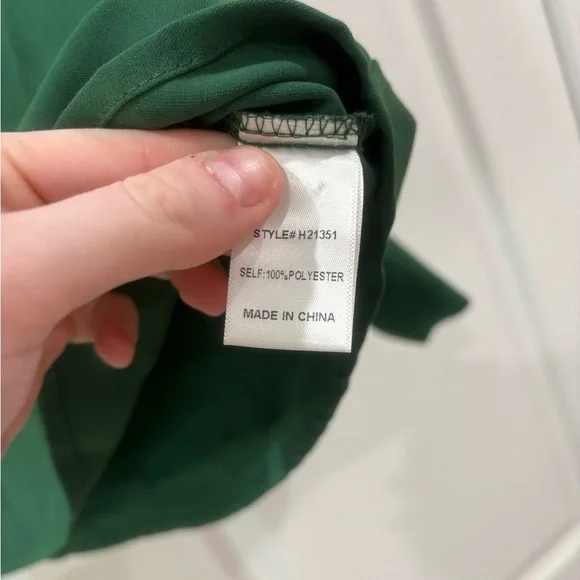 STYLE# H21351
SELF:100%POLYESTER
MADE IN CHINA